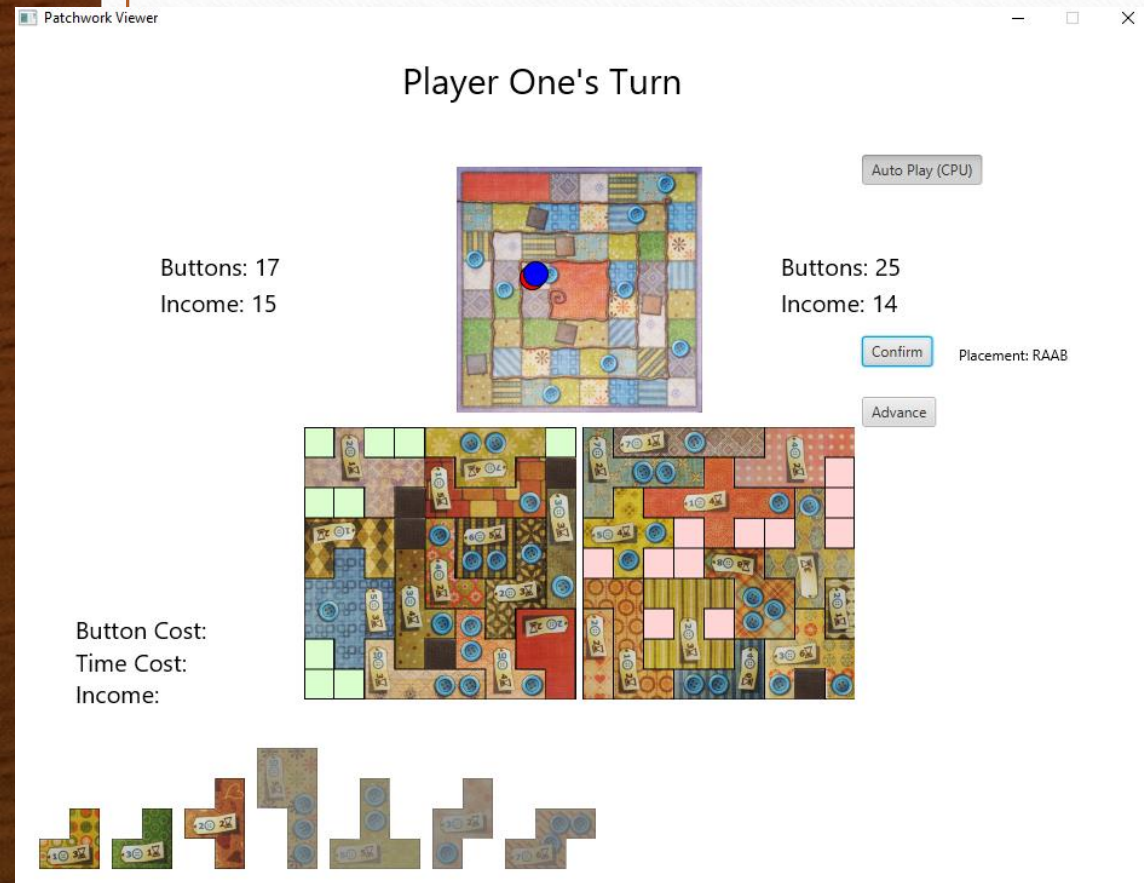 Patchwork Viewer
Player One's Turn
Auto Play (CPU)
Buttons: 17
Income: 15
Buttons: 25
Income: 14
Confirm
Placement: RAAB
Advance
Button Cost:
Time Cost:
Income: